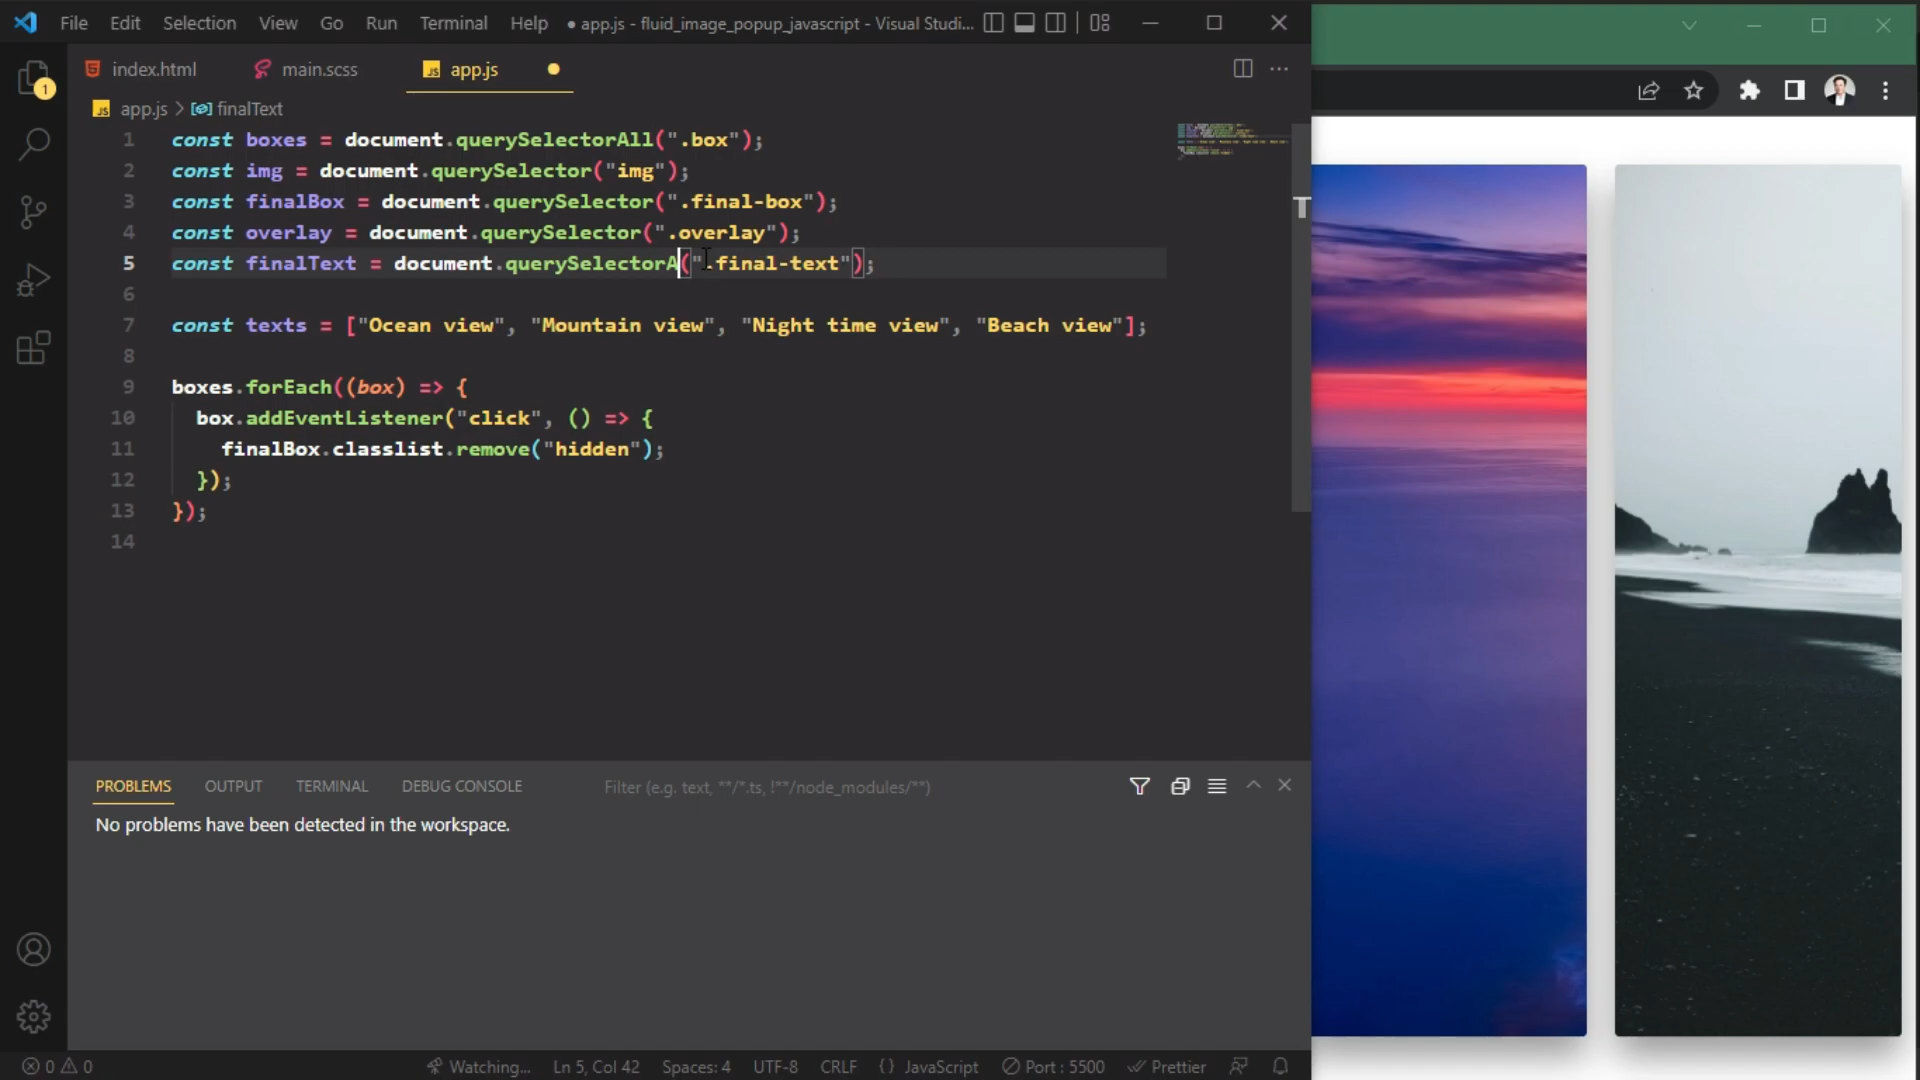 File Edit Selection View Go Run Terminal Help ● app.js - fluid_image_popup_javascript - Visual Studi...
1
index.html main.scss JS app.js
JS app.js > finalText
1 const boxes = document.querySelectorAll(".box");
2 const img = document.querySelector("img");
3 const finalBox = document.querySelector(".final-box");
4 const overlay = document.querySelector(".overlay");
5 const finalText = document.querySelectorA(".final-text");
6
7 const texts = ["Ocean view", "Mountain view", "Night time view", "Beach view"];
8
9 boxes.forEach((box) => {
10 box.addEventListener("click", () => {
11 finalBox.classlist.remove("hidden");
12 });
13 });
14
PROBLEMS OUTPUT TERMINAL DEBUG CONSOLE Filter (e.g. text, **/*.ts, !**/node_modules/**)
No problems have been detected in the workspace.
0 0 Watching... Ln 5, Col 42 Spaces: 4 UTF-8 CRLF {} JavaScript Port : 5500 Prettier